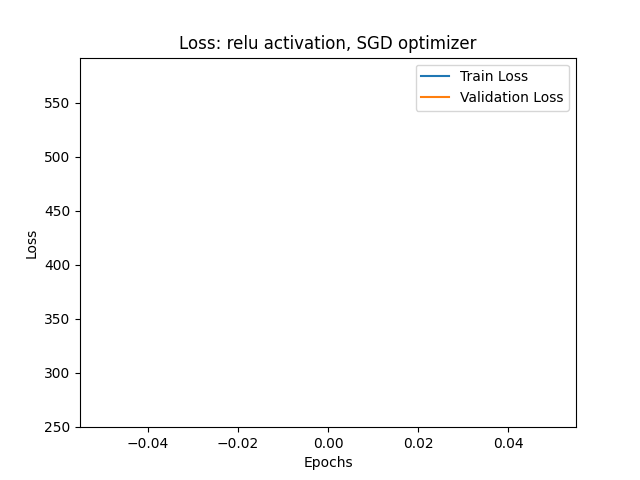 Loss: relu activation, SGD optimizer
Train Loss
Validation Loss
550
500
450
400
350
300
250
Loss
−0.04 −0.02 0.00 0.02 0.04
Epochs